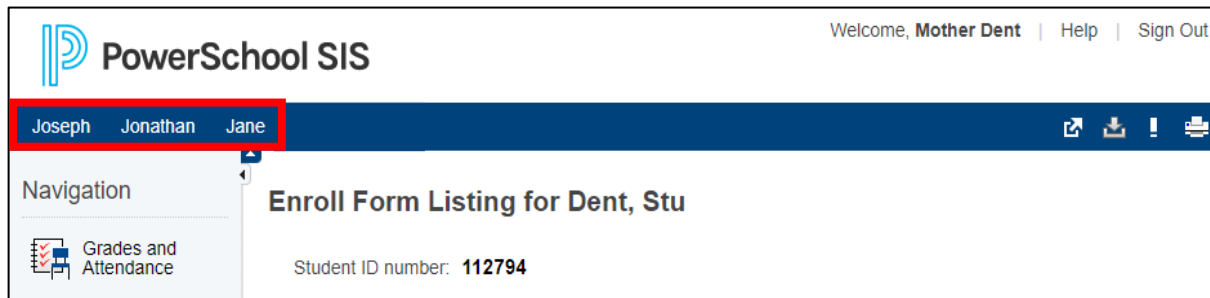 PowerSchool SIS
Welcome, Mother Dent | Help | Sign Out
Joseph Jonathan Jane
Navigation
Enroll Form Listing for Dent, Stu
Grades and
Attendance
Student ID number: 112794